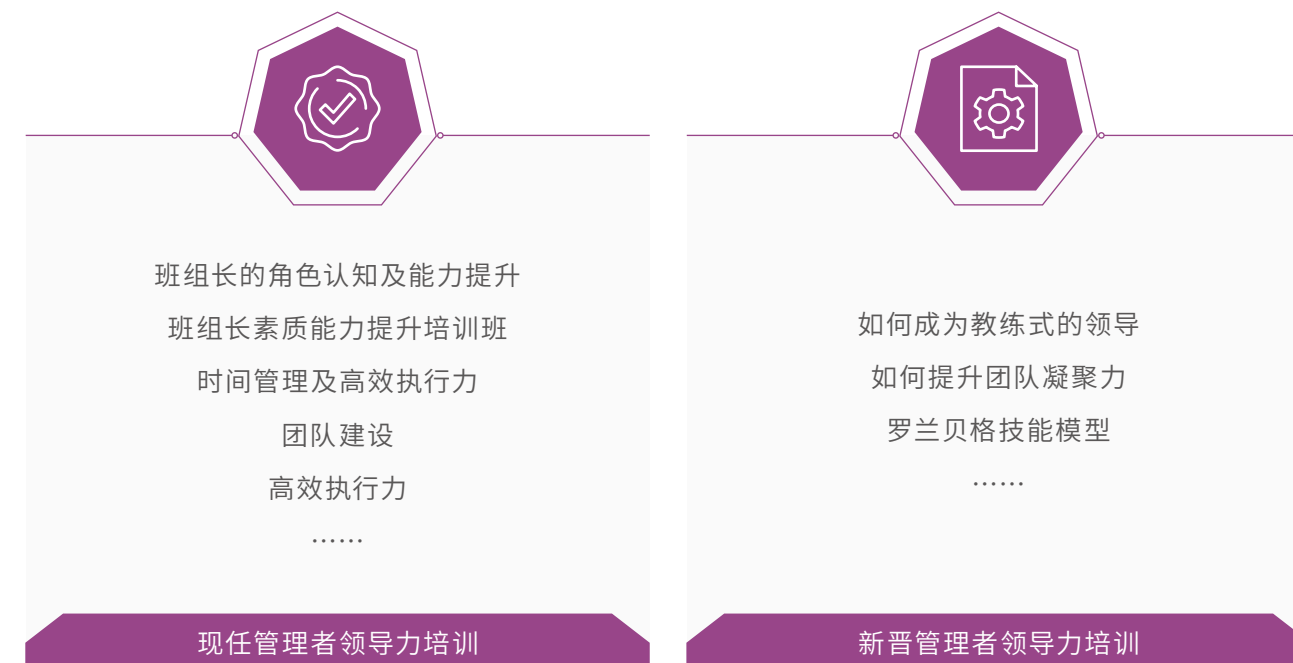 班组长的角色认知及能力提升
班组长素质能力提升培训班
时间管理及高效执行力
团队建设
高效执行力
……
现任管理者领导力培训
如何成为教练式的领导
如何提升团队凝聚力
罗兰贝格技能模型
……
新晋管理者领导力培训